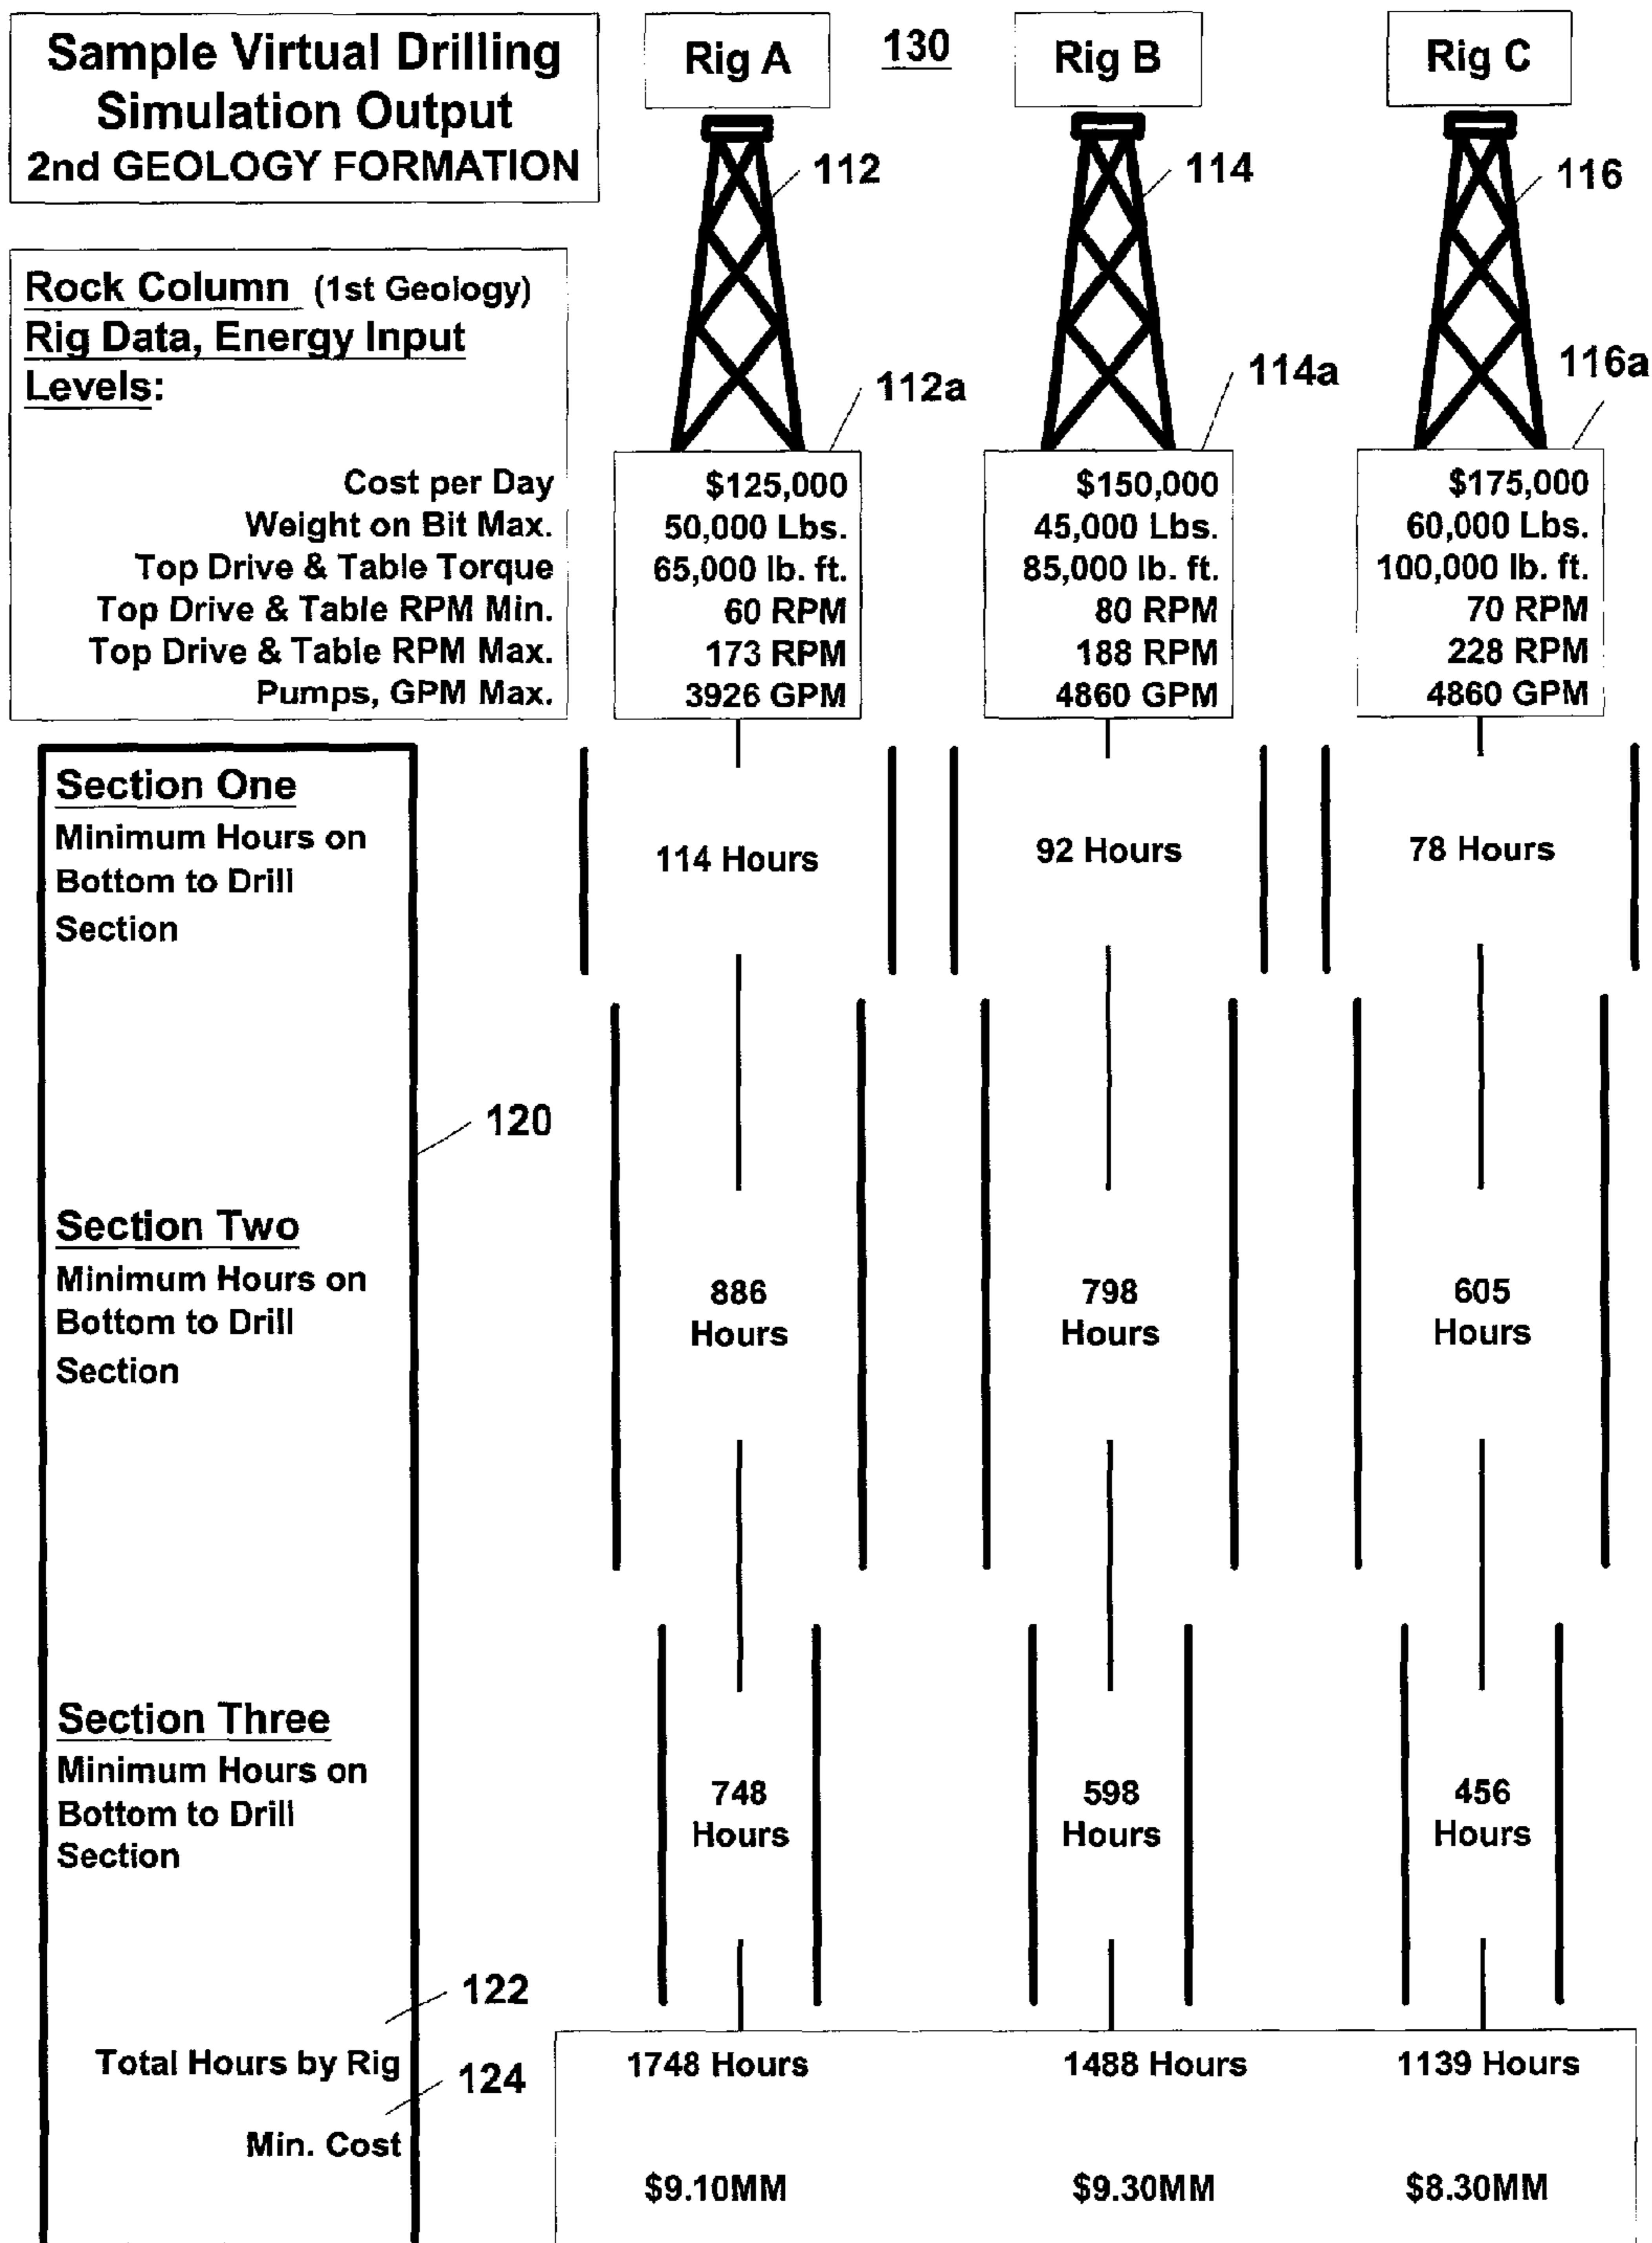 Sample Virtual Drilling
Simulation Output
2nd GEOLOGY FORMATION
Rig A
130
Rig B
Rig C
112
114
116
Rock Column (1st Geology)
Rig Data, Energy Input
Levels:
112a
114a
116a
Cost per Day $125,000 $150,000 $175,000
Weight on Bit Max. 50,000 Lbs. 45,000 Lbs. 60,000 Lbs.
Top Drive & Table Torque 65,000 lb. ft. 85,000 lb. ft. 100,000 lb. ft.
Top Drive & Table RPM Min. 60 RPM 80 RPM 70 RPM
Top Drive & Table RPM Max. 173 RPM 188 RPM 228 RPM
Pumps, GPM Max. 3926 GPM 4860 GPM 4860 GPM
Section One
Minimum Hours on
Bottom to Drill
Section
114 Hours
92 Hours
78 Hours
120
Section Two
Minimum Hours on
Bottom to Drill
Section
886
Hours
798
Hours
605
Hours
Section Three
Minimum Hours on
Bottom to Drill
Section
748
Hours
598
Hours
456
Hours
122
Total Hours by Rig 1748 Hours 1488 Hours 1139 Hours
124
Min. Cost
$9.10MM $9.30MM $8.30MM